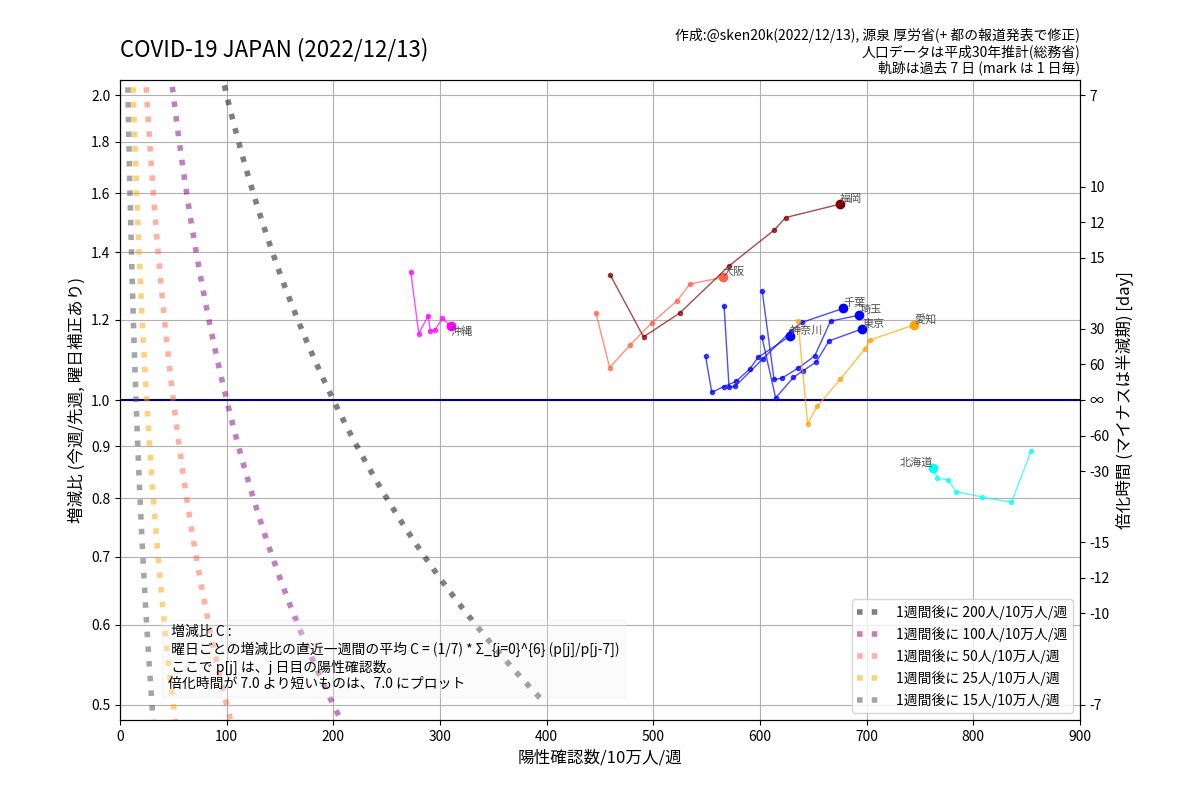 COVID-19 JAPAN (2022/12/13)
作成:@sken20k(2022/12/13), 源泉 厚労省(+ 都の報道発表で修正)
人口データは平成30年推計(総務省)
軌跡は過去 7 日 (mark は 1 日毎)
増減比 (今週/先週, 曜日補正あり)
2.0
1.8
1.6
1.4
1.2
1.0
0.9
0.8
0.7
0.6
0.5
福岡
大阪
千葉
埼玉
東京
神奈川
愛知
沖縄
北海道
7
10
12
15
30
60
∞
-60
-30
-15
-12
-10
-7
倍化時間 (マイナスは半減期) [day]
増減比 C :
曜日ごとの増減比の直近一週間の平均 C = (1/7) * Σ_{j=0}^{6} (p[j]/p[j-7])
ここで p[j] は、j 日目の陽性確認数。
倍化時間が 7.0 より短いものは、7.0 にプロット
1週間後に 200人/10万人/週
1週間後に 100人/10万人/週
1週間後に 50人/10万人/週
1週間後に 25人/10万人/週
1週間後に 15人/10万人/週
0 100 200 300 400 500 600 700 800 900
陽性確認数/10万人/週